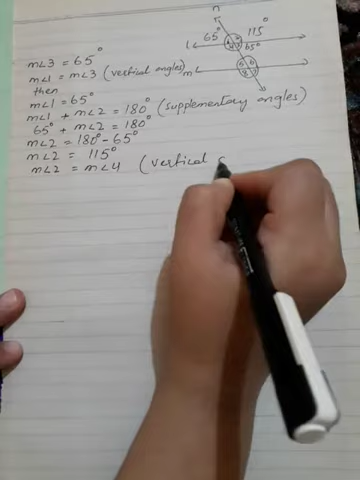 n
65° 115°
l
65°
m
m∠3 = 65°
m∠1 = m∠3 (vertical angles)
then
m∠1 = 65°
m∠1 + m∠2 = 180° (supplementary angles)
65° + m∠2 = 180°
m∠2 = 180° - 65°
m∠2 = 115°
m∠2 = m∠4 (vertical